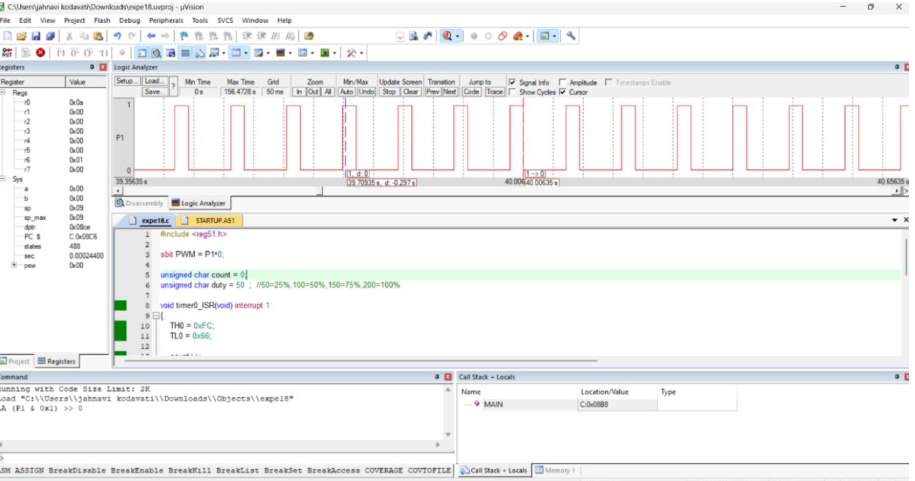 C:\Users\jahnavi kodavati\Downloads\expe18.uvproj - µVision
File Edit View Project Flash Debug Peripherals Tools SVCS Window Help
Registers
Logic Analyzer
Register Value
Setup... Load... Save... ? Min Time Max Time Grid Zoom Min/Max Update Screen Transition Jump to Signal Info Amplitude Timestamps Enable
0 s 156.4728 s 50 ms In Out All Auto Undo Stop Clear Prev Next Code Trace Show Cycles Cursor
Regs
r0 0x0a
r1 0x00
r2 0x00
r3 0x00
r4 0x00
r5 0x00
r6 0x01
r7 0x00
Sys
a 0x00
b 0x00
sp 0x09
sp_max 0x09
dptr 0x08ce
PC $ C:0x08C6
states 488
sec 0.00024400
psw 0x00
1
P1
0
1, d: 0
1 -> 0
39.35635 s
39.70935 s, d: -0.297 s
40.00635 s
40.65635 s
Disassembly Logic Analyzer
expe18.c STARTUP.A51
1 #include <reg51.h>
2
3 sbit PWM = P1^0;
4
5 unsigned char count = 0;
6 unsigned char duty = 50 ; //50=25%,100=50%,150=75%,200=100%
7
8 void timer0_ISR(void) interrupt 1
9 {
10 TH0 = 0xFC;
11 TL0 = 0x66;
12
Project Registers
Command
Running with Code Size Limit: 2K
Load "C:\\Users\\jahnavi kodavati\\Downloads\\Objects\\expe18"
LA (P1 & 0x1) >> 0
>
ASM ASSIGN BreakDisable BreakEnable BreakKill BreakList BreakSet BreakAccess COVERAGE COVTOFILE
Call Stack + Locals
Name Location/Value Type
MAIN C:0x08B8
Call Stack + Locals Memory 1